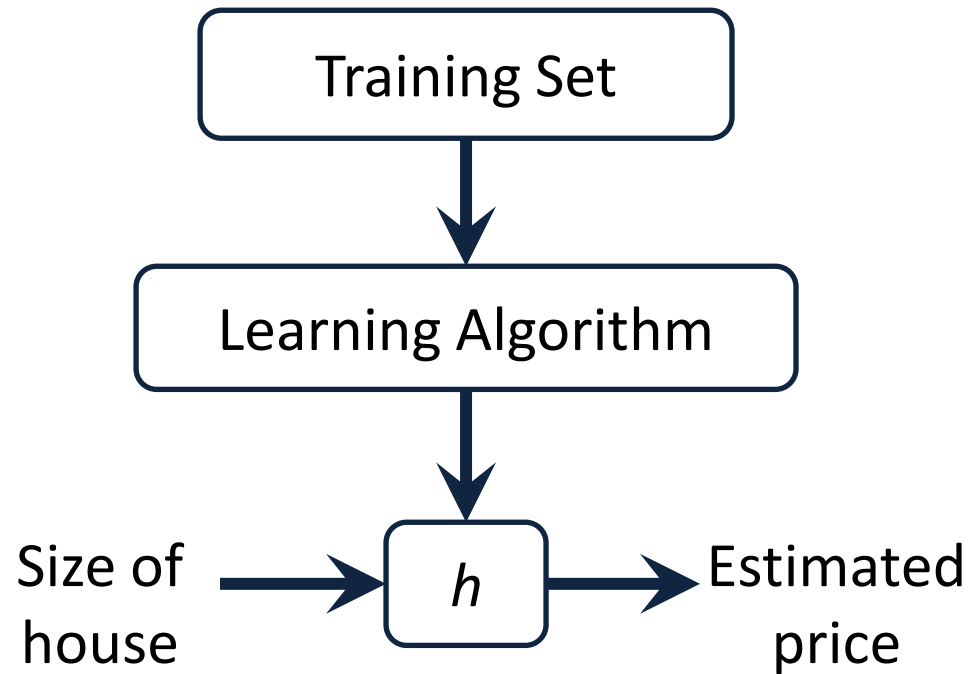 Training Set
Learning Algorithm
Size of
house
h
Estimated
price